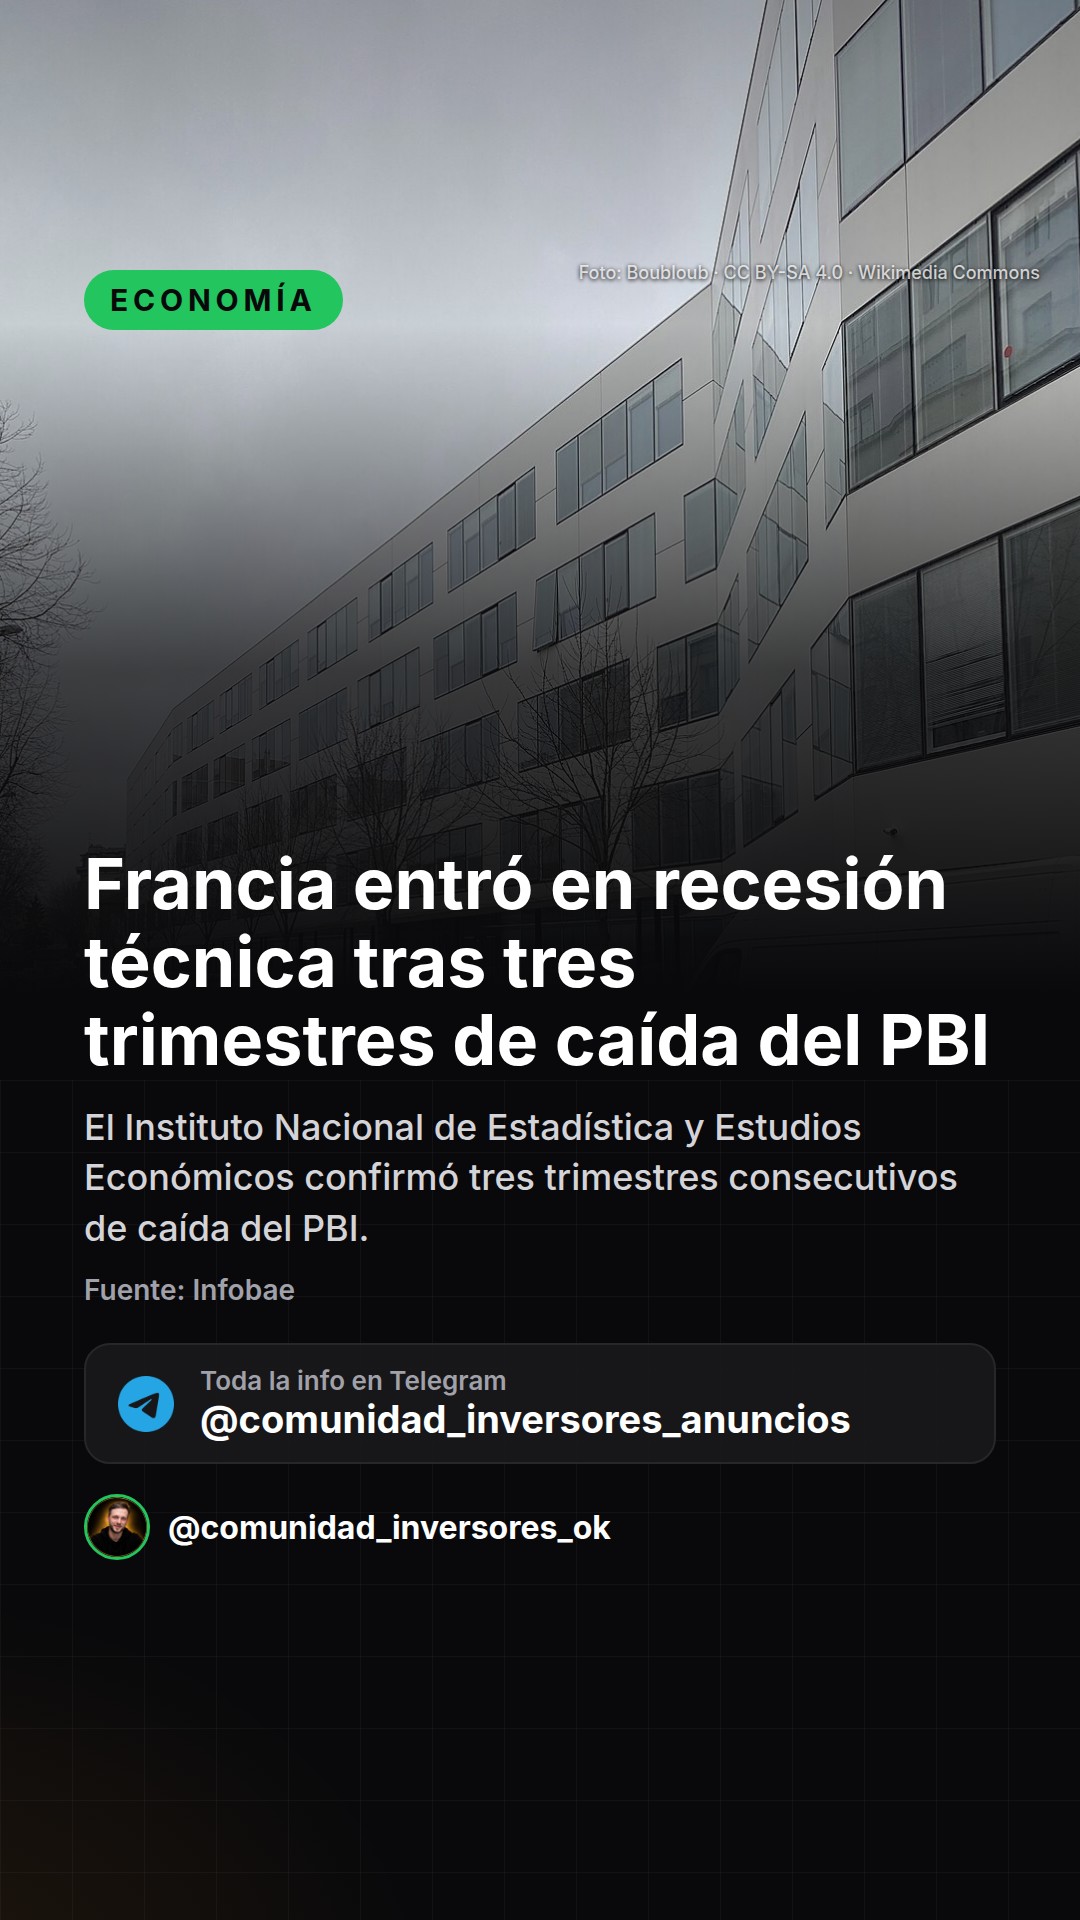 ECONOMÍA
Foto: Boubloub · CC BY-SA 4.0 · Wikimedia Commons
Francia entró en recesión
técnica tras tres
trimestres de caída del PBI
El Instituto Nacional de Estadística y Estudios
Económicos confirmó tres trimestres consecutivos
de caída del PBI.
Fuente: Infobae
Toda la info en Telegram
@comunidad_inversores_anuncios
@comunidad_inversores_ok